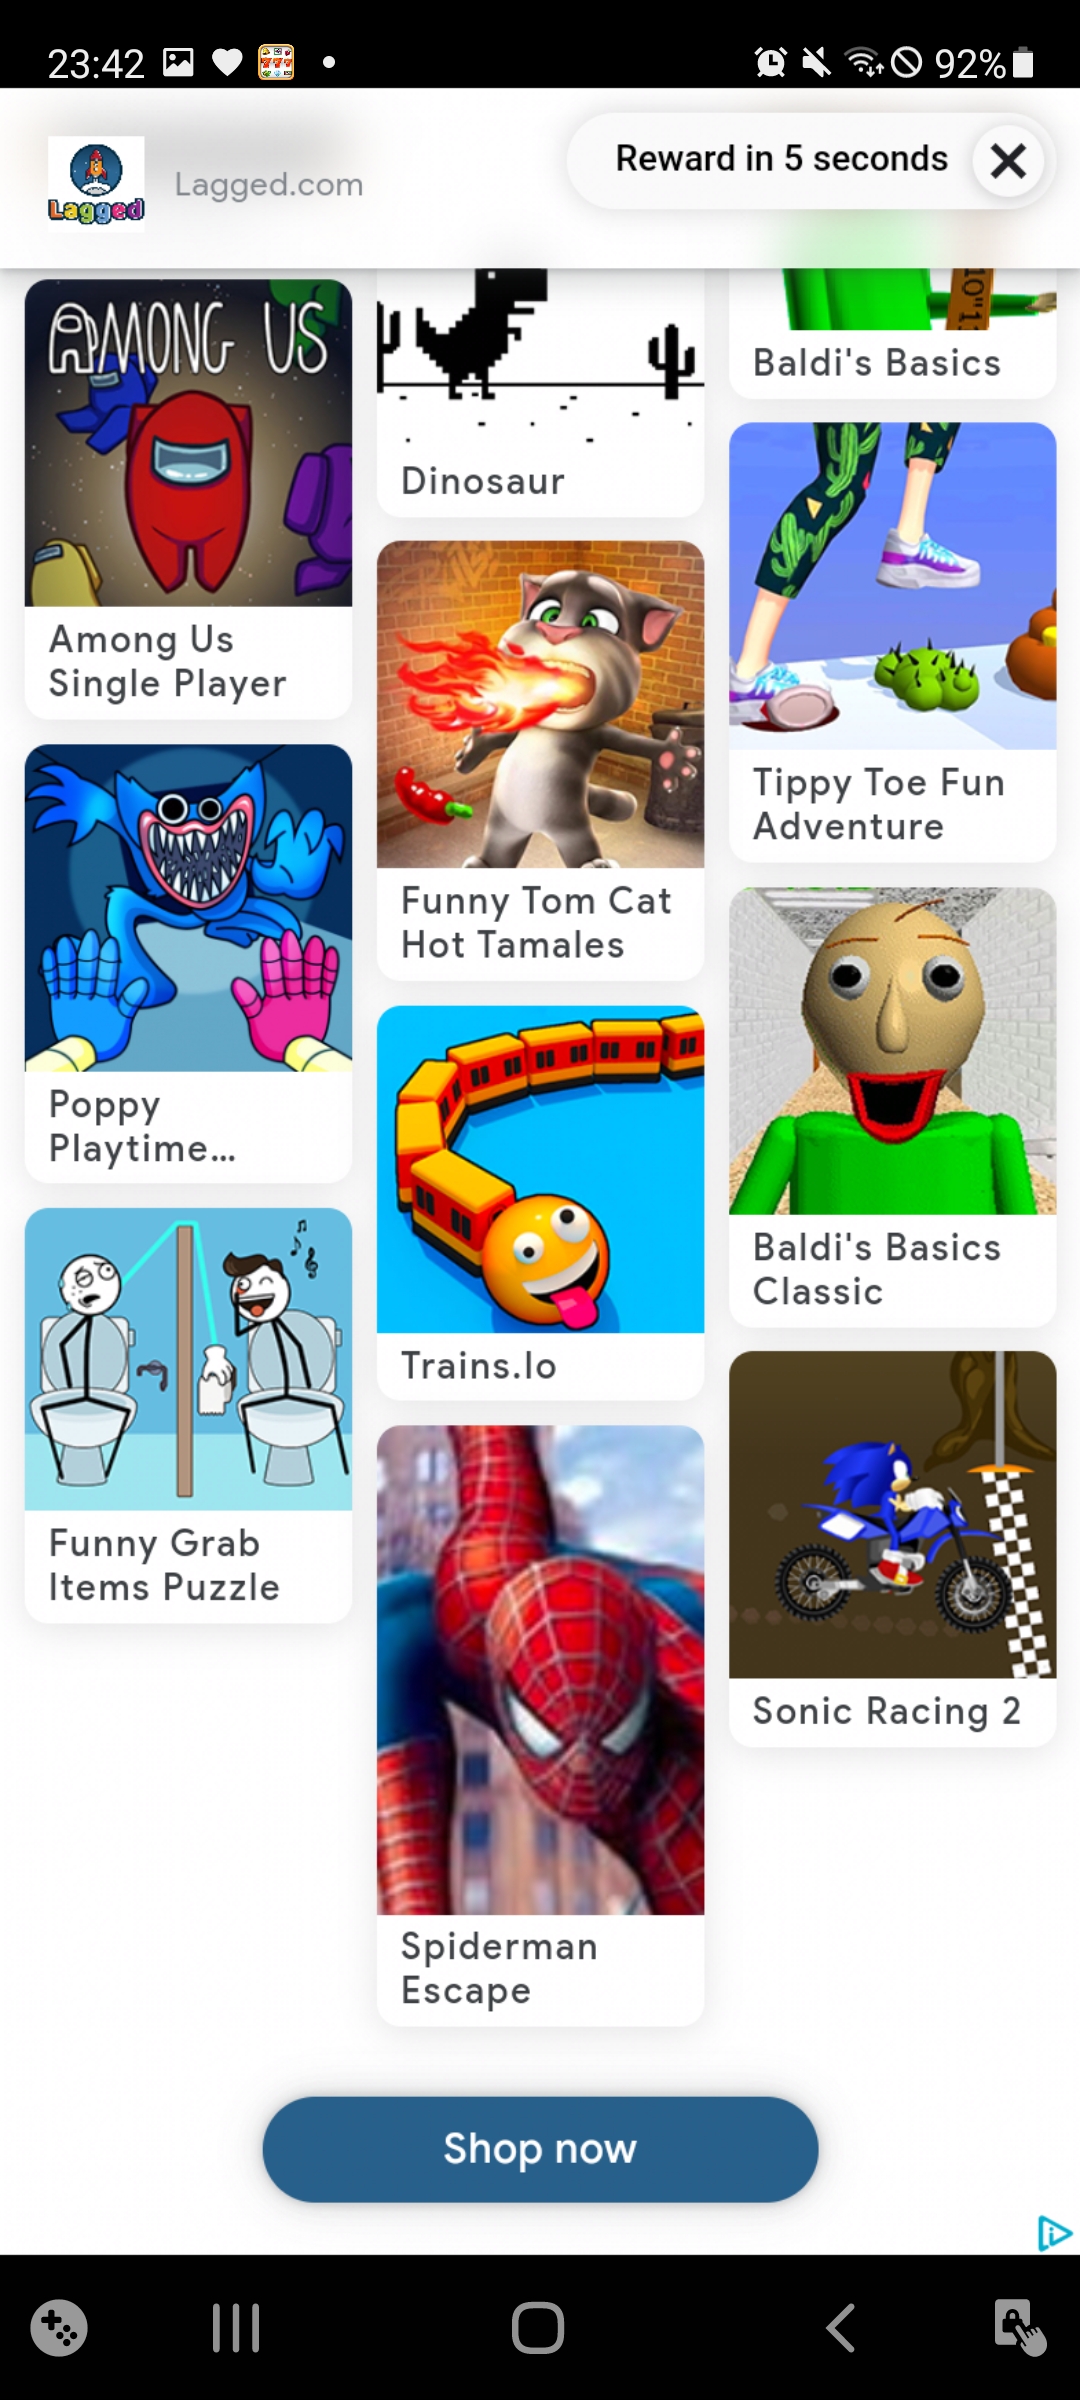 23:42
92%
Lagged
Lagged.com
Reward in 5 seconds
AMONG US
Among Us
Single Player
Poppy
Playtime...
Funny Grab
Items Puzzle
Dinosaur
Funny Tom Cat
Hot Tamales
Trains.Io
Spiderman
Escape
Baldi's Basics
Tippy Toe Fun
Adventure
Baldi's Basics
Classic
Sonic Racing 2
Shop now